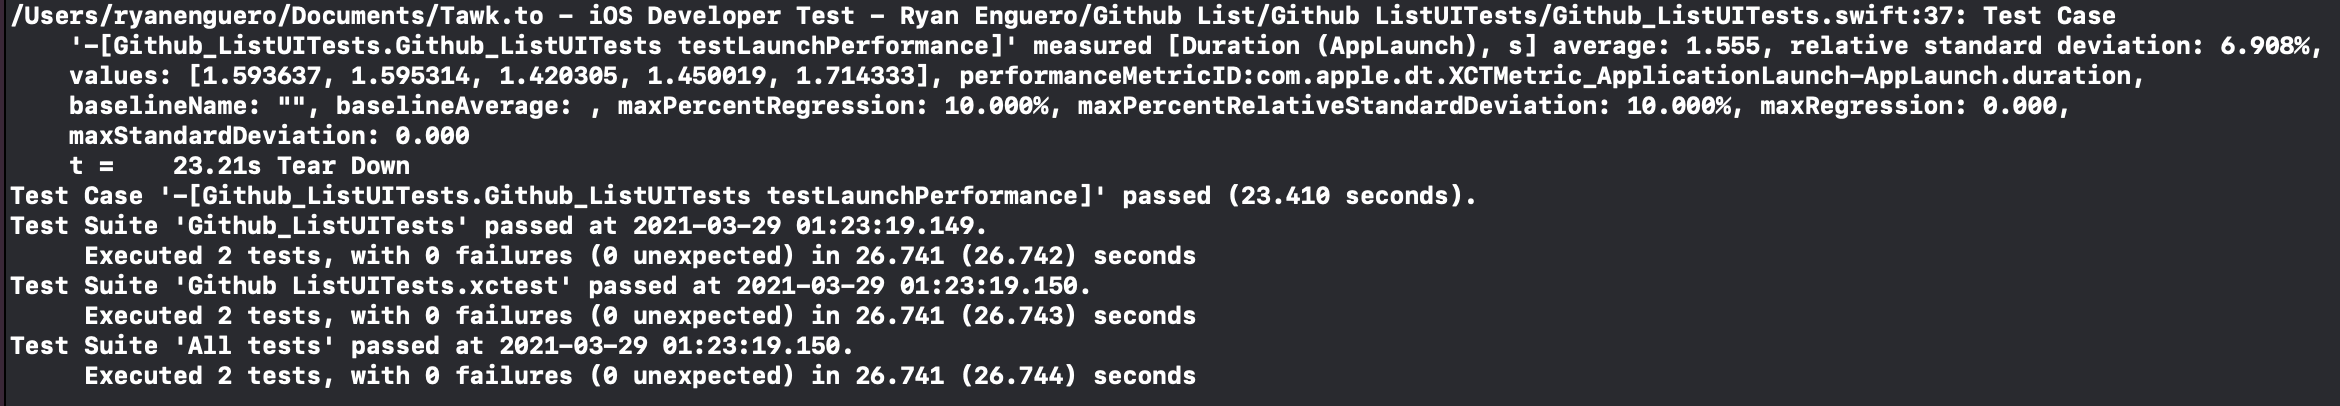 /Users/ryanenguero/Documents/Tawk.to - iOS Developer Test - Ryan Enguero/Github List/Github ListUITests/Github_ListUITests.swift:37: Test Case
'-[Github_ListUITests.Github_ListUITests testLaunchPerformance]' measured [Duration (AppLaunch), s] average: 1.555, relative standard deviation: 6.908%,
values: [1.593637, 1.595314, 1.420305, 1.450019, 1.714333], performanceMetricID:com.apple.dt.XCTMetric_ApplicationLaunch-AppLaunch.duration,
baselineName: "", baselineAverage: , maxPercentRegression: 10.000%, maxPercentRelativeStandardDeviation: 10.000%, maxRegression: 0.000,
maxStandardDeviation: 0.000
t =    23.21s Tear Down
Test Case '-[Github_ListUITests.Github_ListUITests testLaunchPerformance]' passed (23.410 seconds).
Test Suite 'Github_ListUITests' passed at 2021-03-29 01:23:19.149.
Executed 2 tests, with 0 failures (0 unexpected) in 26.741 (26.742) seconds
Test Suite 'Github ListUITests.xctest' passed at 2021-03-29 01:23:19.150.
Executed 2 tests, with 0 failures (0 unexpected) in 26.741 (26.743) seconds
Test Suite 'All tests' passed at 2021-03-29 01:23:19.150.
Executed 2 tests, with 0 failures (0 unexpected) in 26.741 (26.744) seconds